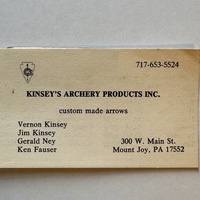 717-653-5524
KINSEY'S ARCHERY PRODUCTS INC.
custom made arrows
Vernon Kinsey
Jim Kinsey
Gerald Ney
Ken Fauser
300 W. Main St.
Mount Joy, PA 17552